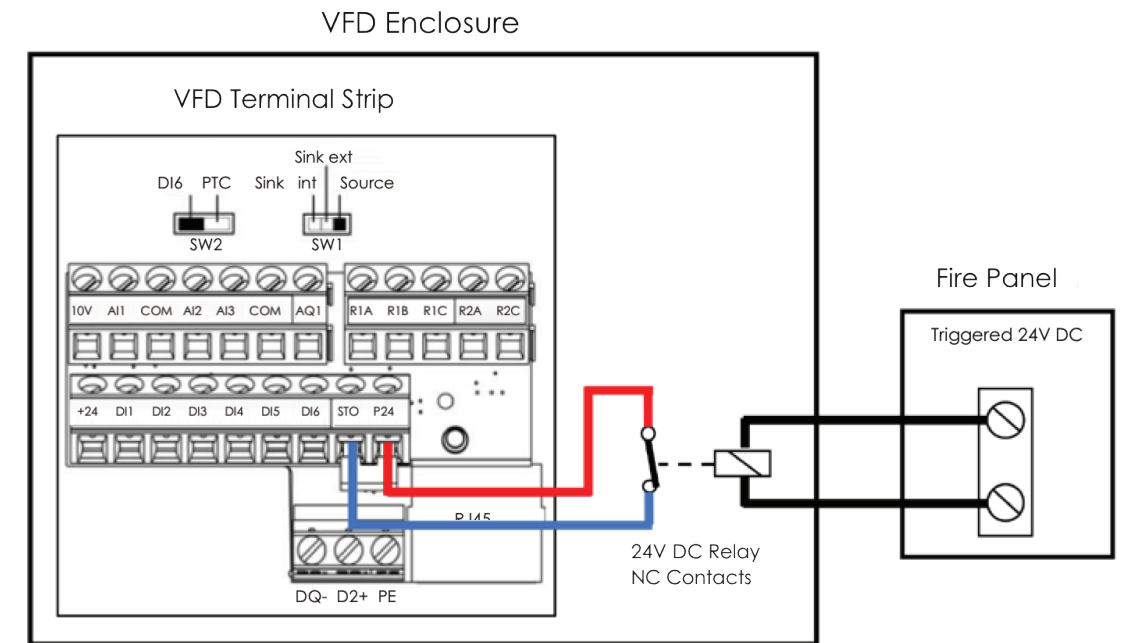 VFD Enclosure
VFD Terminal Strip
Sink ext
DI6 PTC Sink int Source
SW2 SW1
10V AI1 COM AI2 AI3 COM AQ1 R1A R1B R1C R2A R2C
+24 DI1 DI2 DI3 DI4 DI5 DI6 STO P24
RJ45
DQ- D2+ PE
24V DC Relay
NC Contacts
Fire Panel
Triggered 24V DC